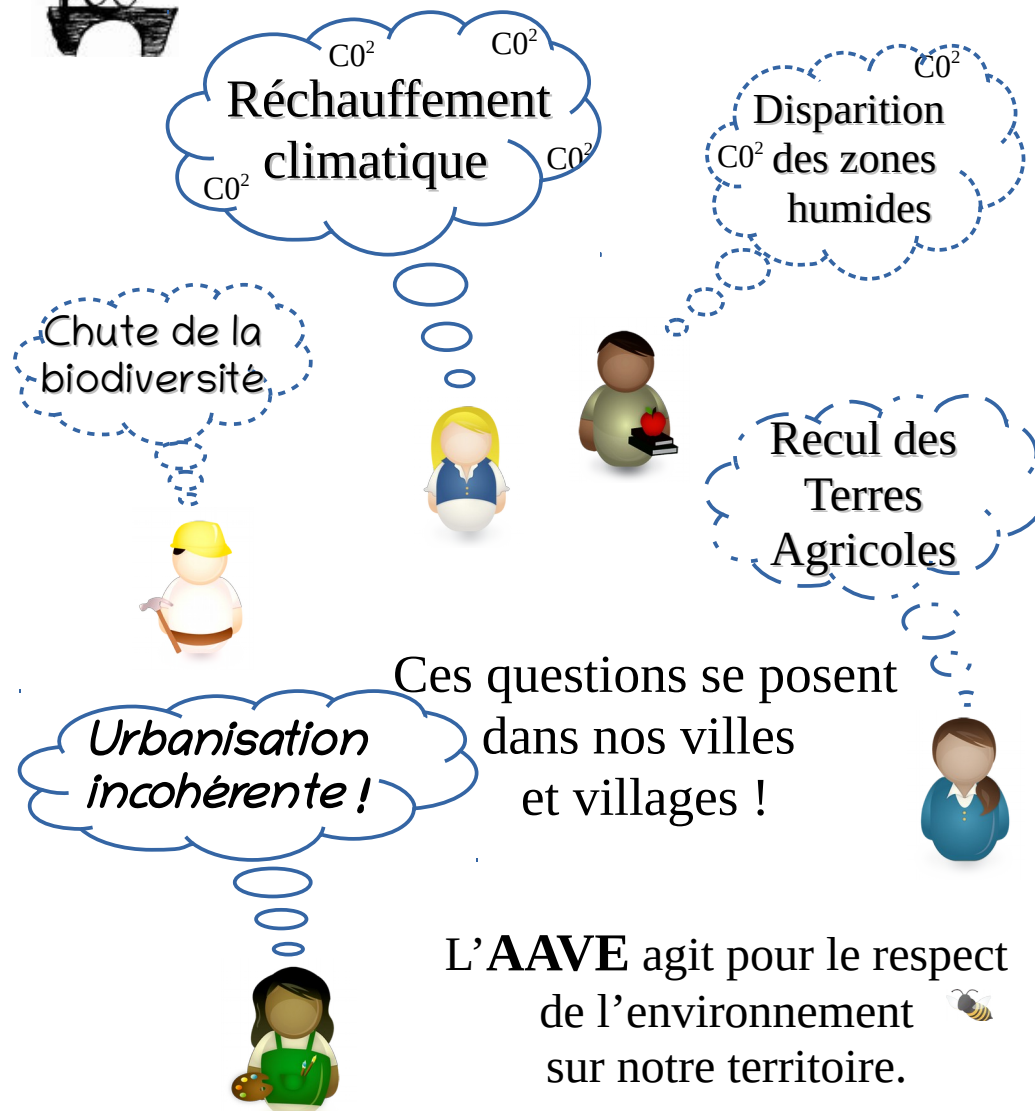 C0²
C0²
Réchauffement
climatique
C0²
C0²
C0²
Disparition
C0² des zones
humides
Chute de la
biodiversité
Recul des
Terres
Agricoles
Ces questions se posent
dans nos villes
et villages !
Urbanisation
incohérente !
L’AAVE agit pour le respect
de l’environnement
sur notre territoire.